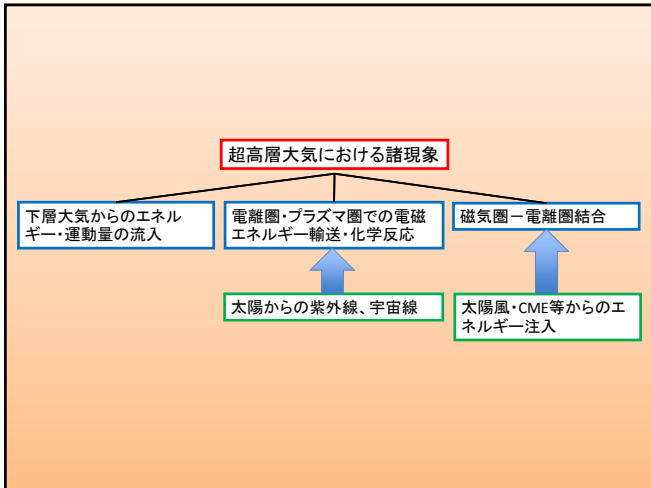 超高層大気における諸現象
下層大気からのエネル
ギー・運動量の流入
電離圏・プラズマ圏での電磁
エネルギー輸送・化学反応
磁気圏－電離圏結合
太陽からの紫外線、宇宙線
太陽風・CME等からのエ
ネルギー注入